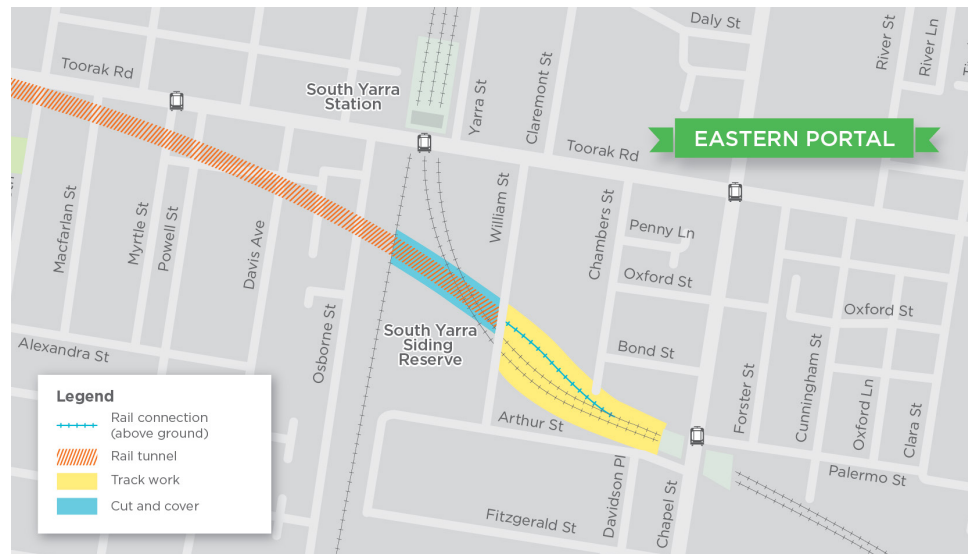 Daly St
River St
River Ln
Toorak Rd
South Yarra
Station
Yarra St
Claremont St
EASTERN PORTAL
Toorak Rd
Macfarlan St
Myrtle St
Powell St
Davis Ave
William St
Chambers St
Penny Ln
Oxford St
Oxford St
Osborne St
South Yarra
Siding
Reserve
Bond St
Alexandra St
Forster St
Cunningham St
Oxford Ln
Clara St
Arthur St
Palermo St
Davidson Pl
Chapel St
Fitzgerald St
Legend
Rail connection
(above ground)
Rail tunnel
Track work
Cut and cover